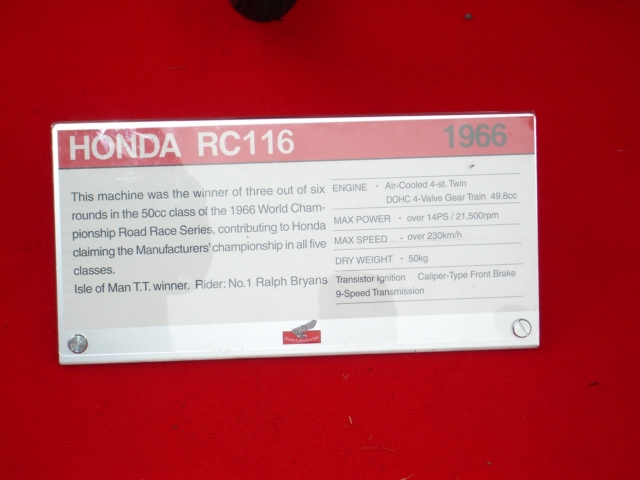 HONDA RC116 1966
This machine was the winner of three out of six
rounds in the 50cc class of the 1966 World Cham-
pionship Road Race Series, contributing to Honda
claiming the Manufacturers' championship in all five
classes.
Isle of Man T.T. winner. Rider: No.1 Ralph Bryans
ENGINE · Air-Cooled 4-st. Twin
DOHC 4-Valve Gear Train 49.8cc
MAX POWER · over 14PS / 21,500rpm
MAX SPEED · over 230km/h
DRY WEIGHT · 50kg
Transistor Ignition Caliper-Type Front Brake
9-Speed Transmission